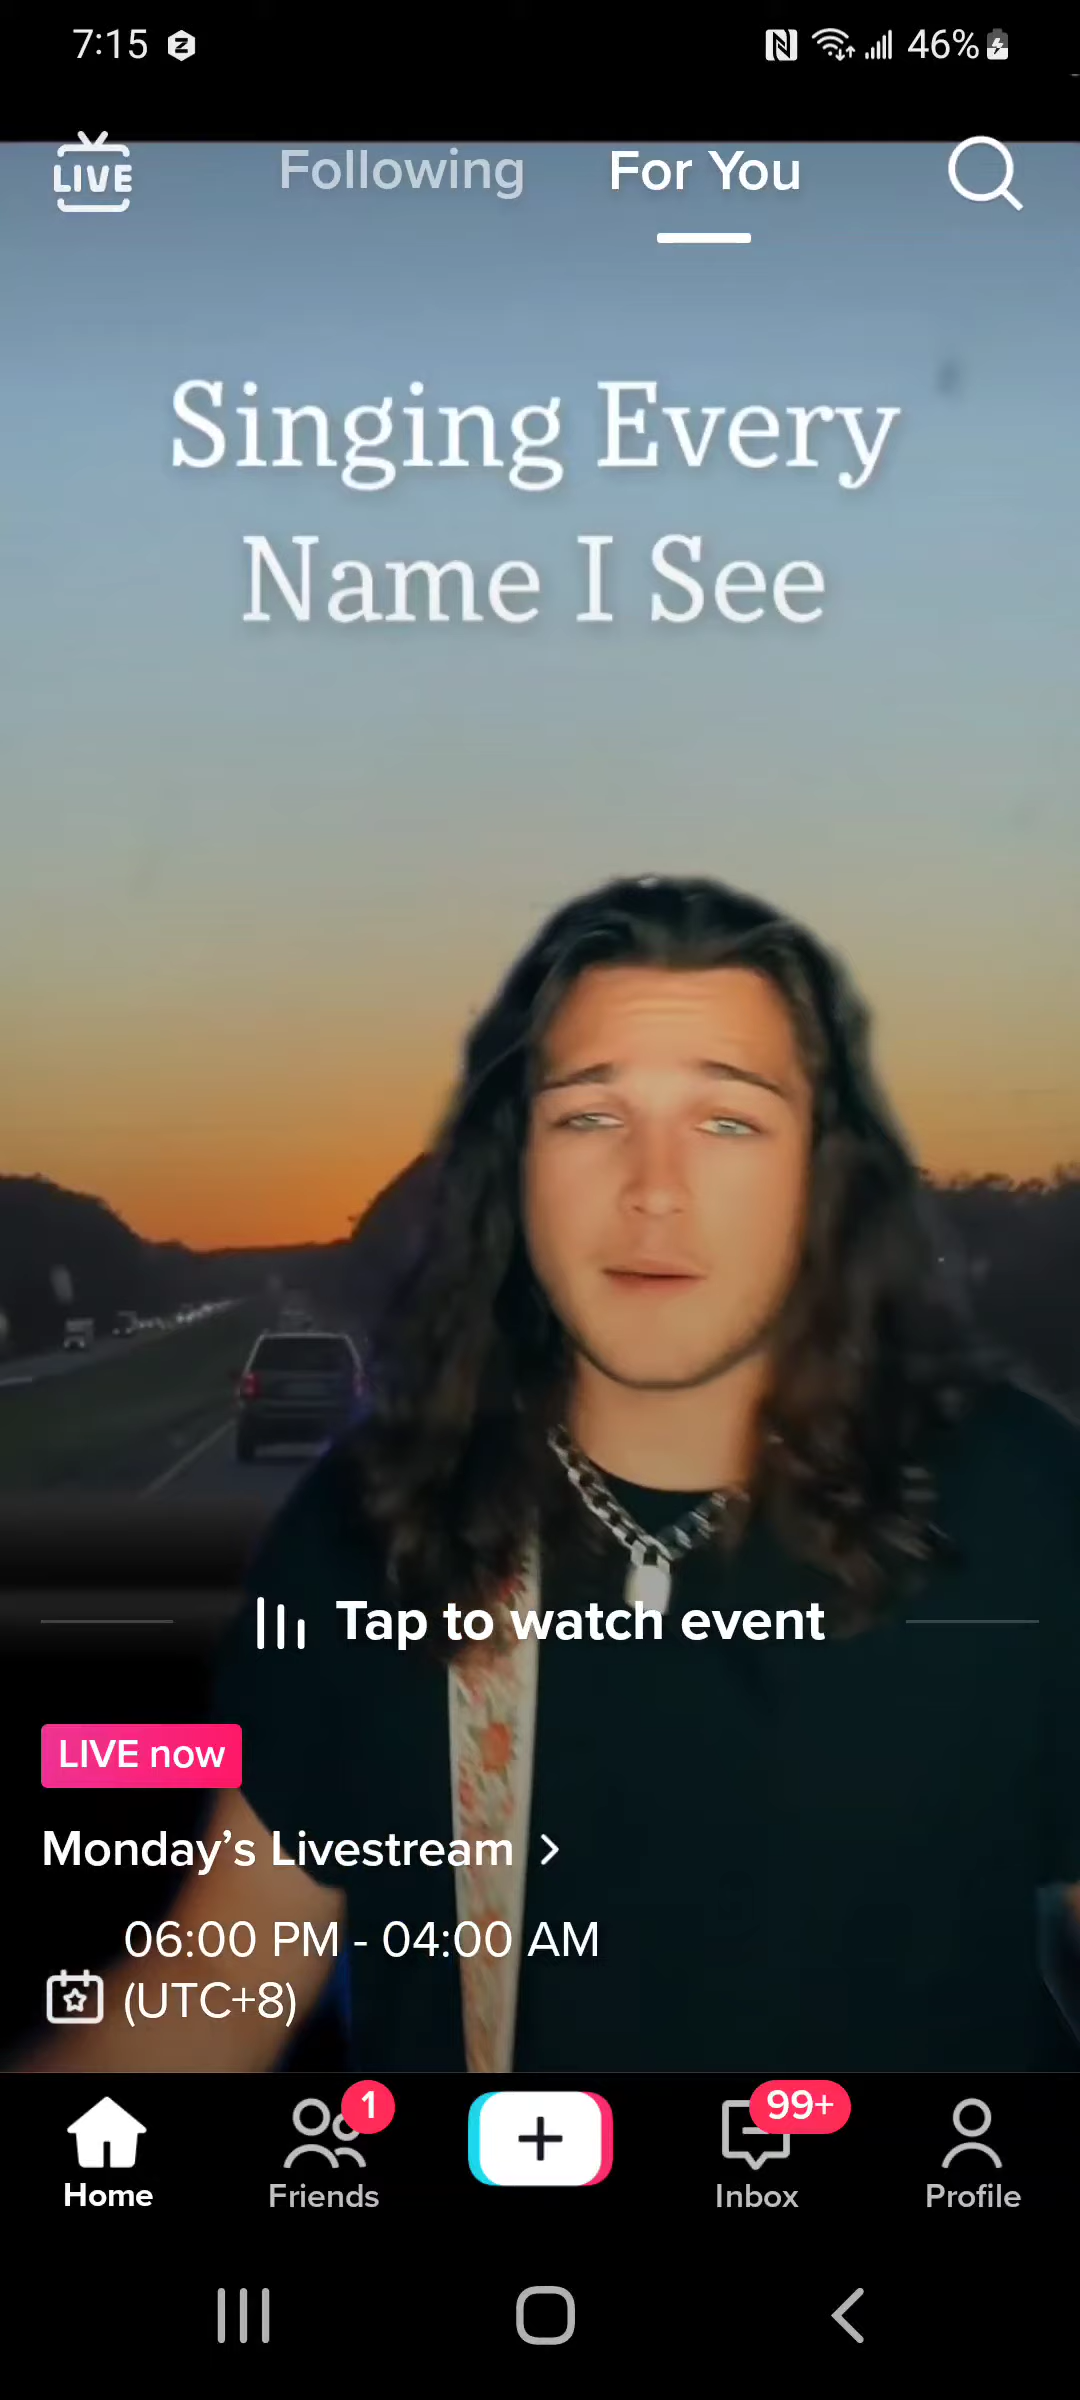 7:15
46%
LIVE
Following
For You
Singing Every
Name I See
Tap to watch event
LIVE now
Monday’s Livestream
06:00 PM - 04:00 AM
(UTC+8)
1
99+
Home
Friends
Inbox
Profile